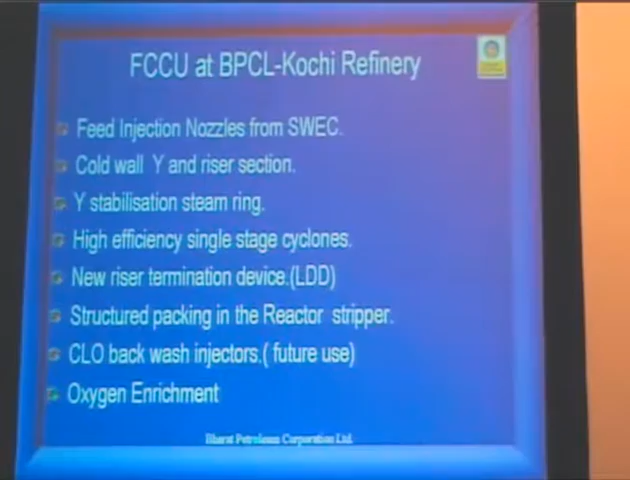 FCCU at BPCL-Kochi Refinery
Feed Injection Nozzles from SWEC.
Cold wall Y and riser section.
Y stabilisation steam ring.
High efficiency single stage cyclones.
New riser termination device.(LDD)
Structured packing in the Reactor stripper.
CLO back wash injectors.( future use)
Oxygen Enrichment
Bharat Petroleum Corporation Ltd.